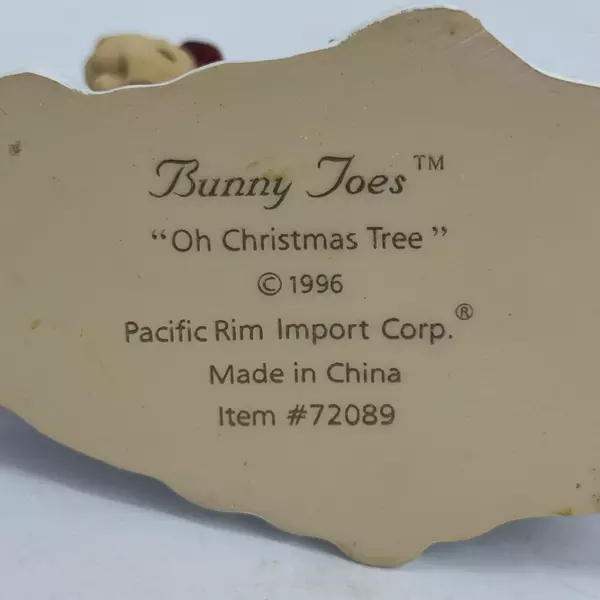 Bunny Toes™
“Oh Christmas Tree”
© 1996
Pacific Rim Import Corp.®
Made in China
Item #72089